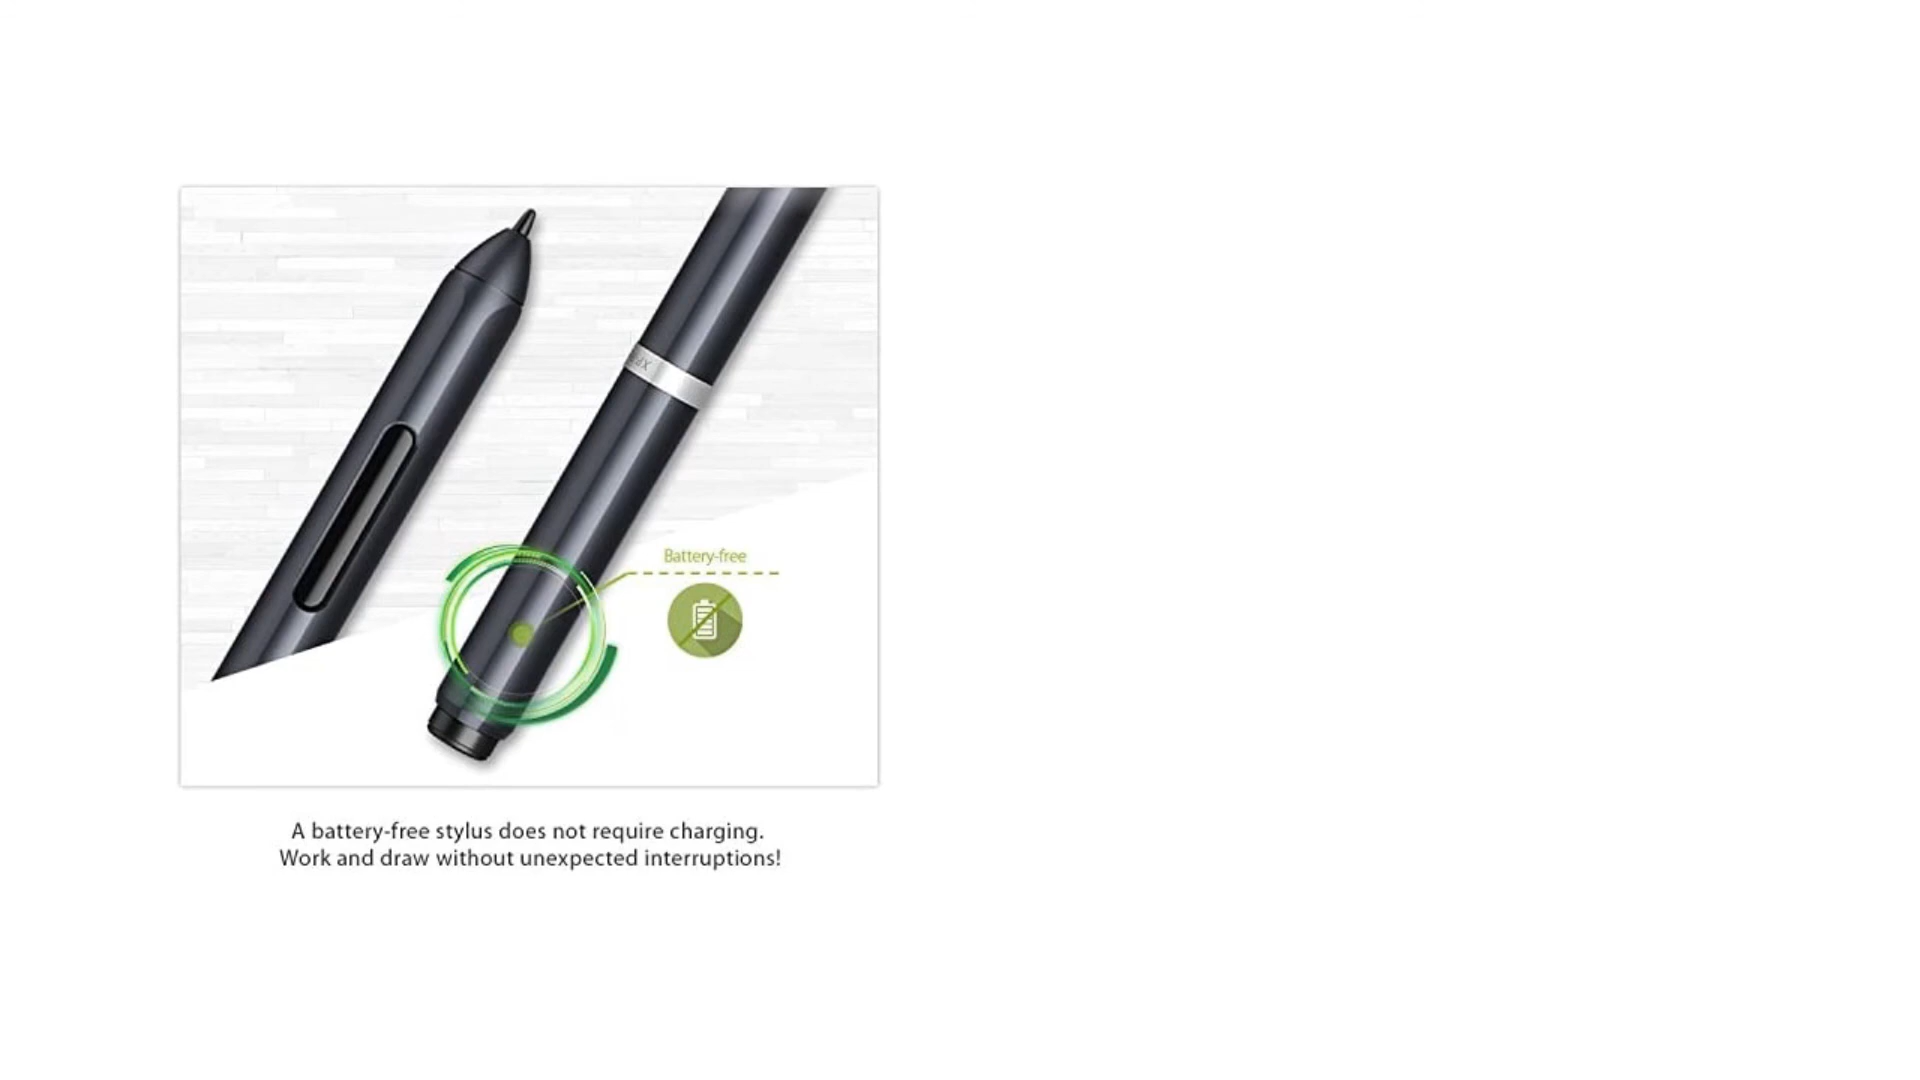 Battery-free
A battery-free stylus does not require charging.
Work and draw without unexpected interruptions!